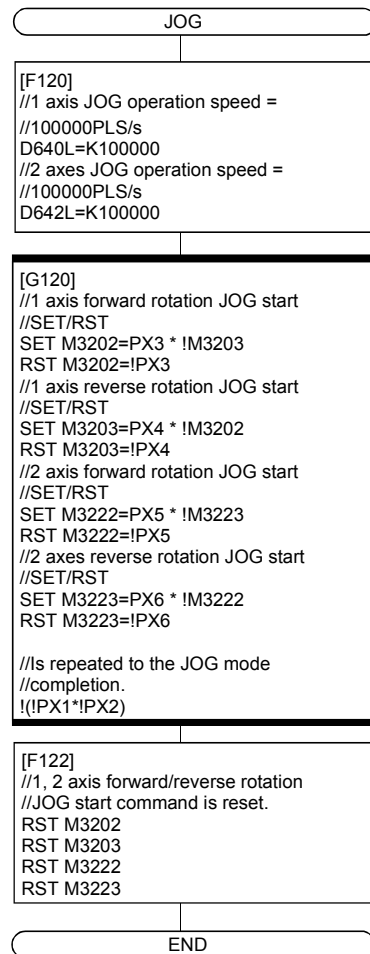 JOG
[F120]
//1 axis JOG operation speed =
//100000PLS/s
D640L=K100000
//2 axes JOG operation speed =
//100000PLS/s
D642L=K100000
[G120]
//1 axis forward rotation JOG start
//SET/RST
SET M3202=PX3 * !M3203
RST M3202=!PX3
//1 axis reverse rotation JOG start
//SET/RST
SET M3203=PX4 * !M3202
RST M3203=!PX4
//2 axis forward rotation JOG start
//SET/RST
SET M3222=PX5 * !M3223
RST M3222=!PX5
//2 axes reverse rotation JOG start
//SET/RST
SET M3223=PX6 * !M3222
RST M3223=!PX6
//Is repeated to the JOG mode
//completion.
!(!PX1*!PX2)
[F122]
//1, 2 axis forward/reverse rotation
//JOG start command is reset.
RST M3202
RST M3203
RST M3222
RST M3223
END